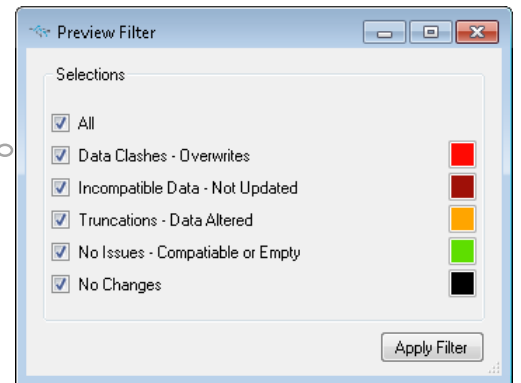 Preview Filter
Selections
All
Data Clashes - Overwrites
Incompatible Data - Not Updated
Truncations - Data Altered
No Issues - Compatiable or Empty
No Changes
Apply Filter